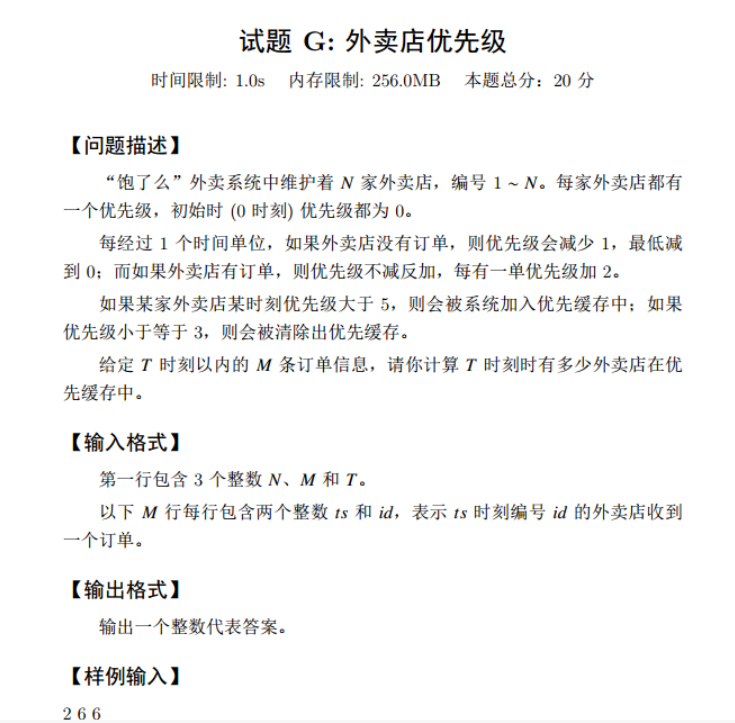 试题 G: 外卖店优先级
时间限制: 1.0s 内存限制: 256.0MB 本题总分：20 分
【问题描述】
“饱了么”外卖系统中维护着 N 家外卖店，编号 1 ~ N。每家外卖店都有
一个优先级，初始时 (0 时刻) 优先级都为 0。
每经过 1 个时间单位，如果外卖店没有订单，则优先级会减少 1，最低减
到 0；而如果外卖店有订单，则优先级不减反加，每有一单优先级加 2。
如果某家外卖店某时刻优先级大于 5，则会被系统加入优先缓存中；如果
优先级小于等于 3，则会被清除出优先缓存。
给定 T 时刻以内的 M 条订单信息，请你计算 T 时刻时有多少外卖店在优
先缓存中。
【输入格式】
第一行包含 3 个整数 N、M 和 T。
以下 M 行每行包含两个整数 ts 和 id，表示 ts 时刻编号 id 的外卖店收到
一个订单。
【输出格式】
输出一个整数代表答案。
【样例输入】
2 6 6